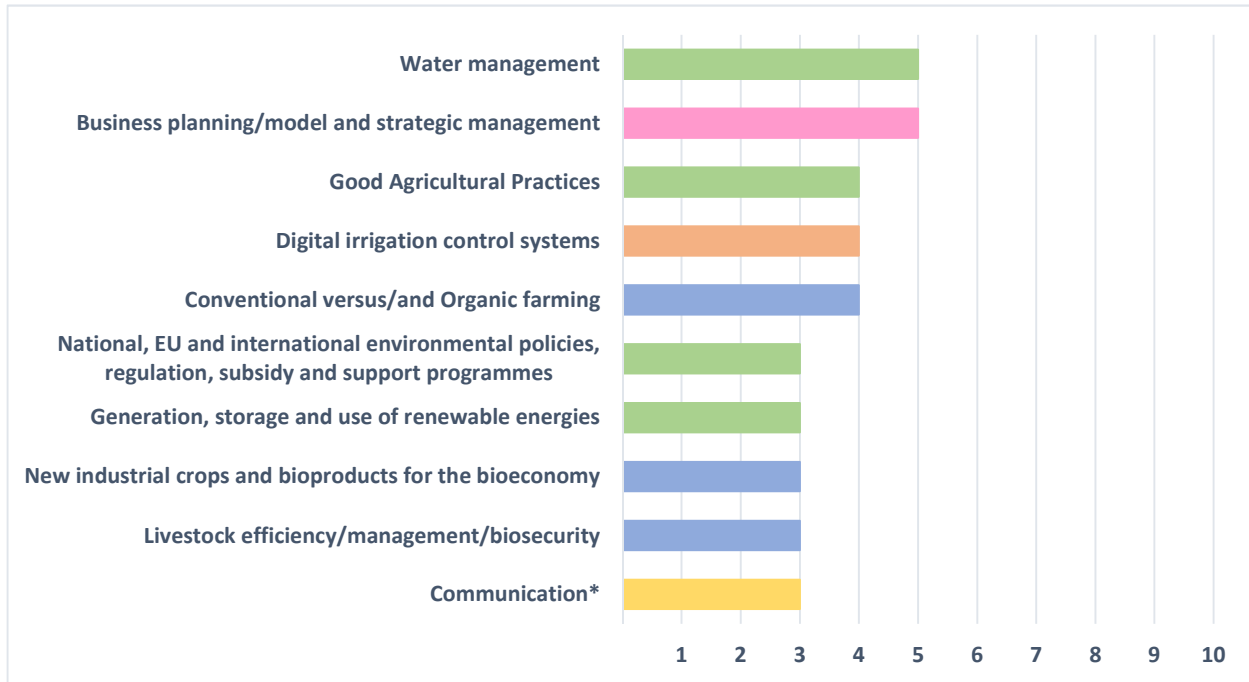 Water management
Business planning/model and strategic management
Good Agricultural Practices
Digital irrigation control systems
Conventional versus/and Organic farming
National, EU and international environmental policies,
regulation, subsidy and support programmes
Generation, storage and use of renewable energies
New industrial crops and bioproducts for the bioeconomy
Livestock efficiency/management/biosecurity
Communication*
1 2 3 4 5 6 7 8 9 10